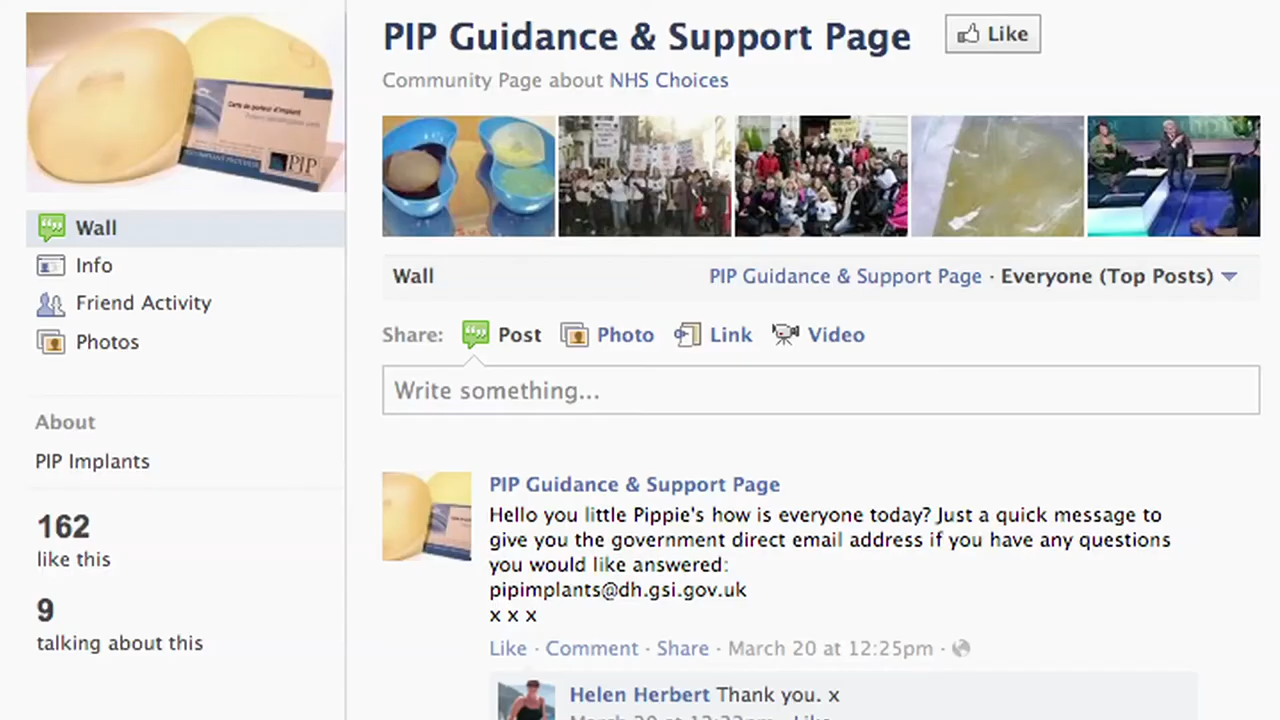 PIP Guidance & Support Page
Like
Community Page about NHS Choices
PIP
Wall
Info
Friend Activity
Photos
About
PIP Implants
162
like this
9
talking about this
Wall
PIP Guidance & Support Page · Everyone (Top Posts)
Share: Post Photo Link Video
Write something...
PIP Guidance & Support Page
Hello you little Pippie's how is everyone today? Just a quick message to
give you the government direct email address if you have any questions
you would like answered:
pipimplants@dh.gsi.gov.uk
x x x
Like · Comment · Share · March 20 at 12:25pm ·
Helen Herbert Thank you. x